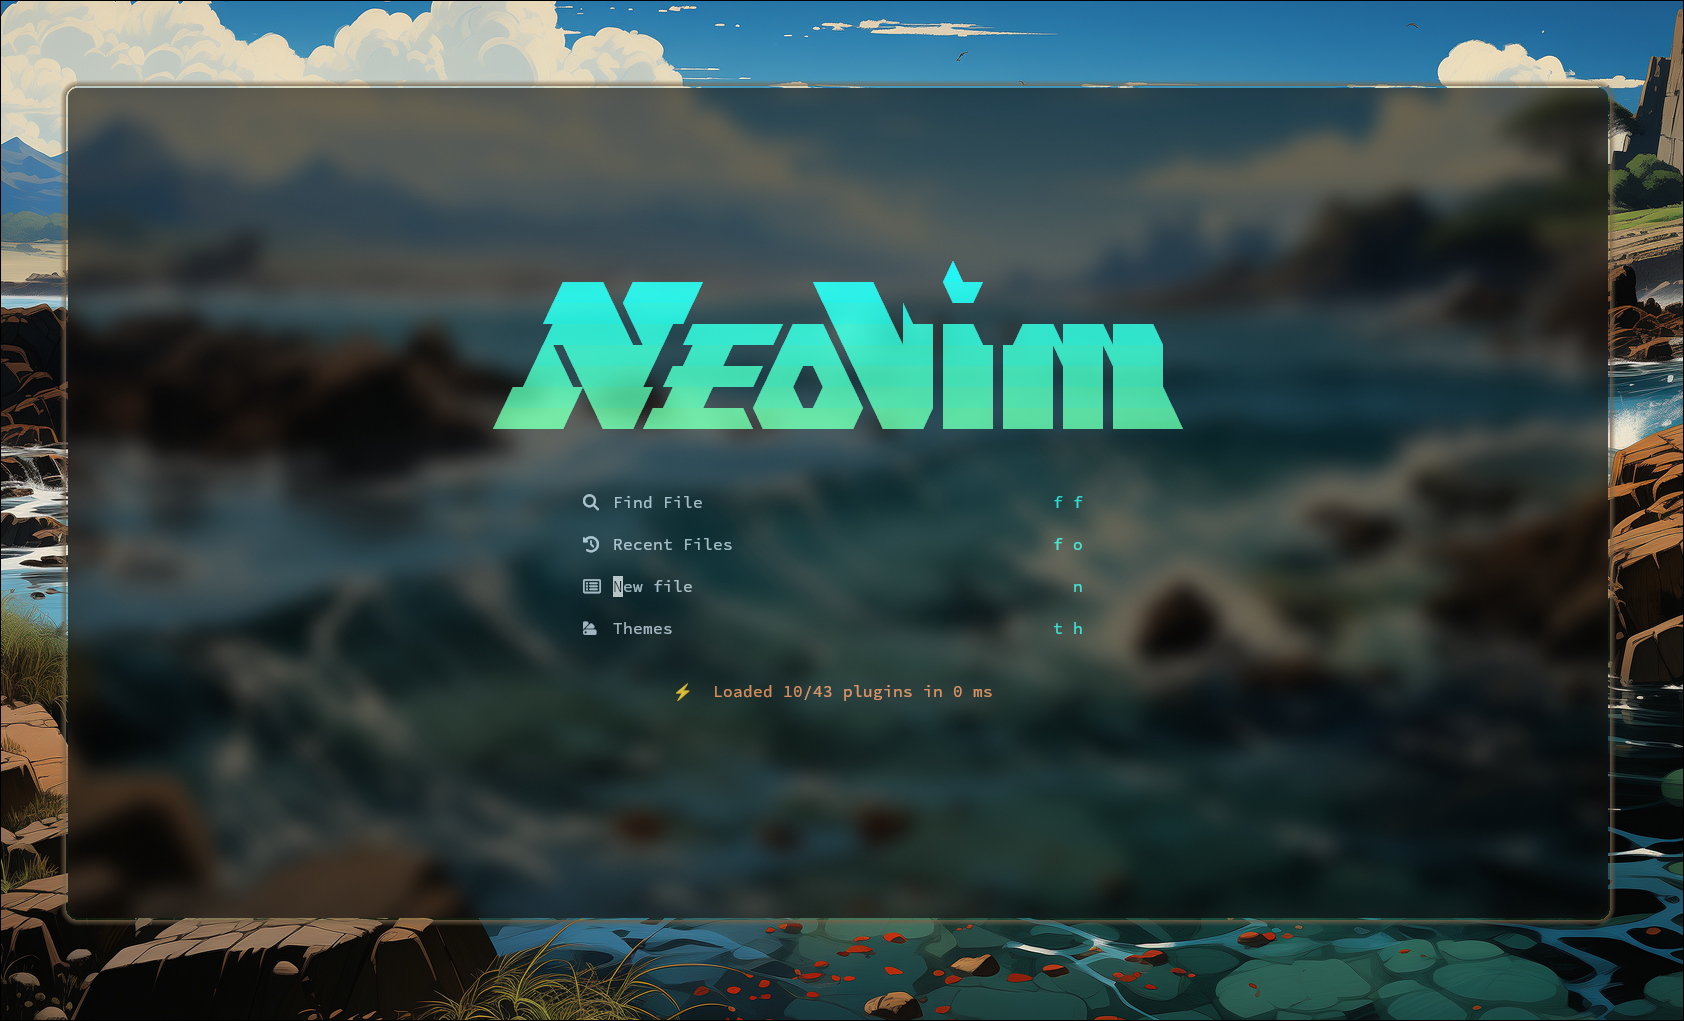 NEOVim
Find File f f
Recent Files f o
New file n
Themes t h
⚡ Loaded 10/43 plugins in 0 ms